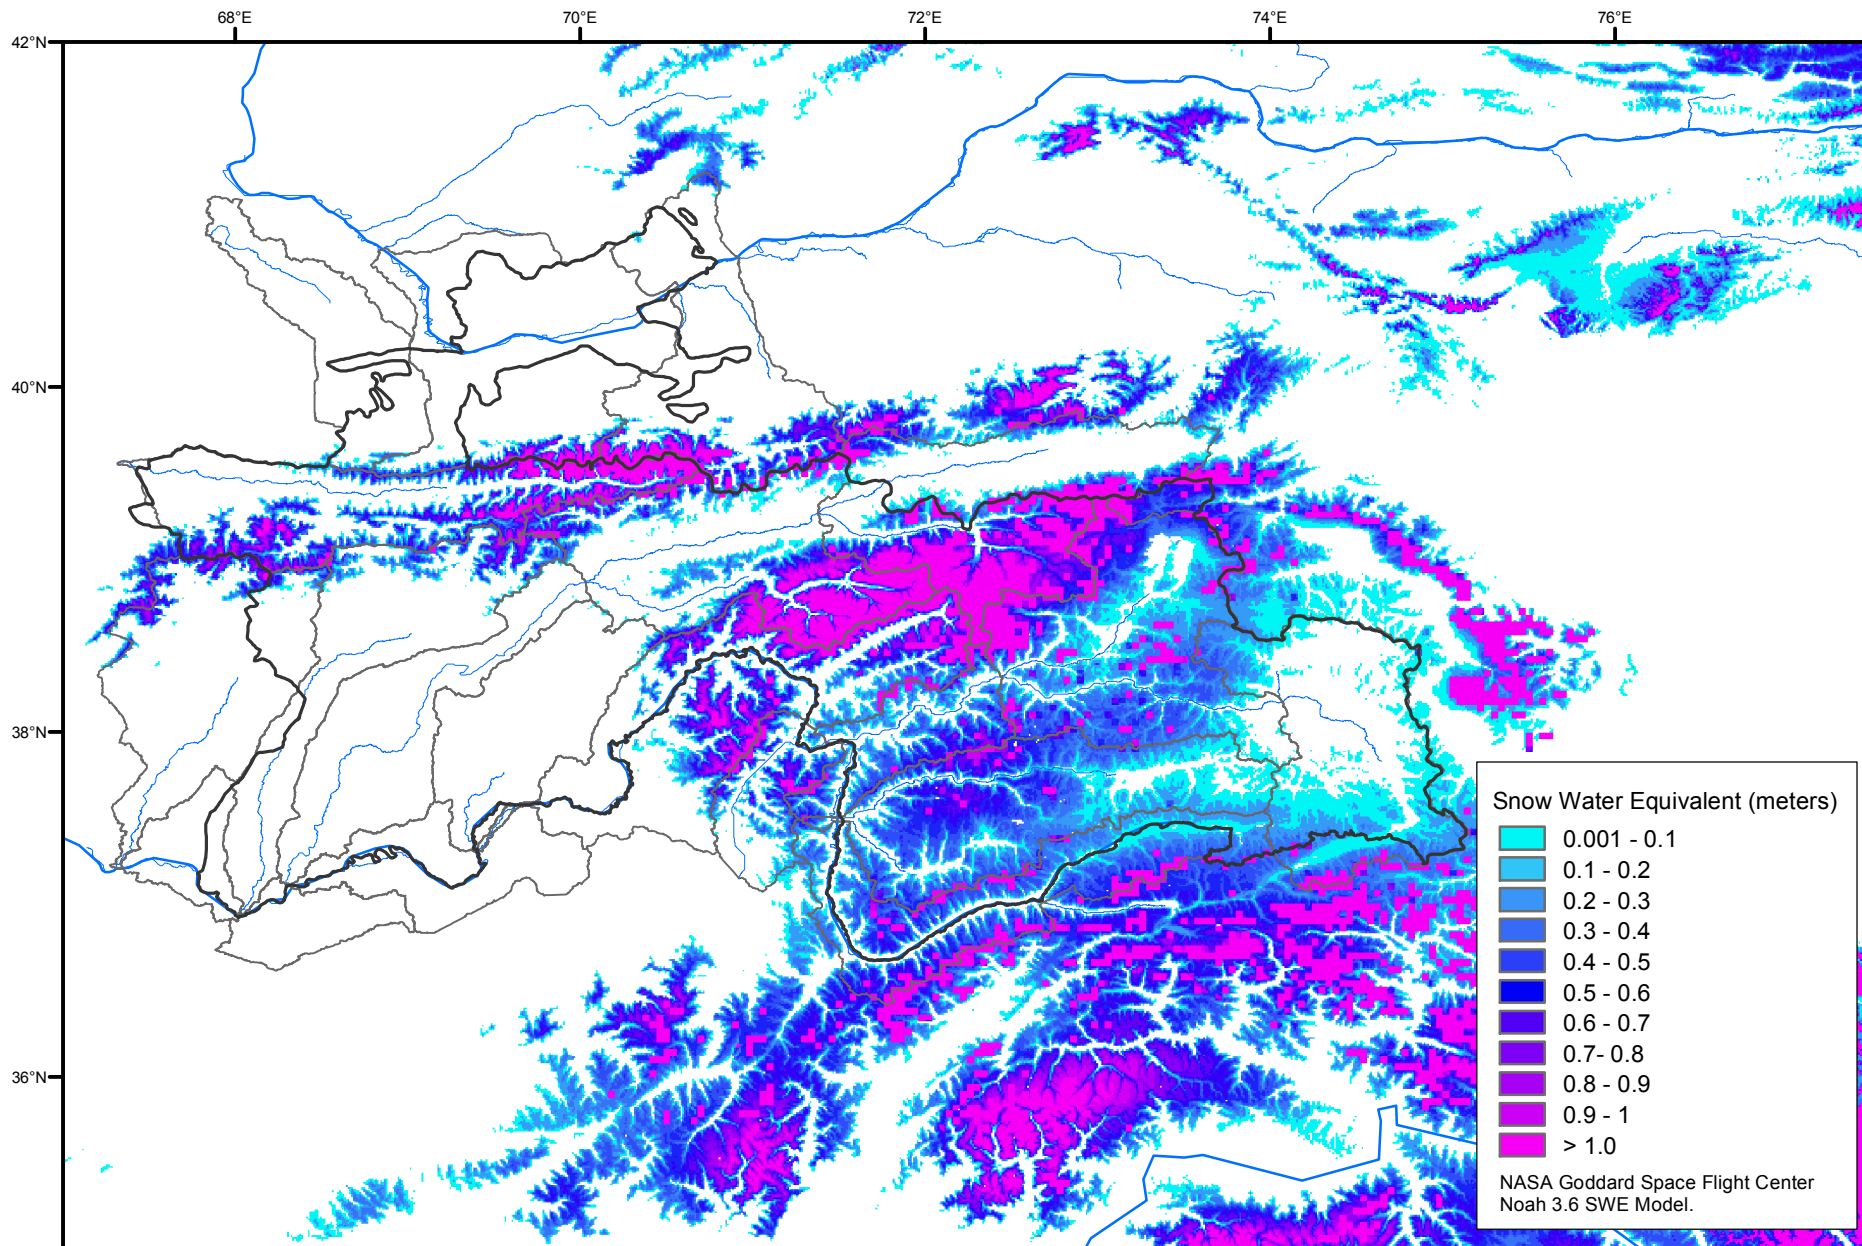 68°E
70°E
72°E
74°E
76°E
42°N
40°N
38°N
36°N
Snow Water Equivalent (meters)
0.001 - 0.1
0.1 - 0.2
0.2 - 0.3
0.3 - 0.4
0.4 - 0.5
0.5 - 0.6
0.6 - 0.7
0.7- 0.8
0.8 - 0.9
0.9 - 1
> 1.0
NASA Goddard Space Flight Center
Noah 3.6 SWE Model.